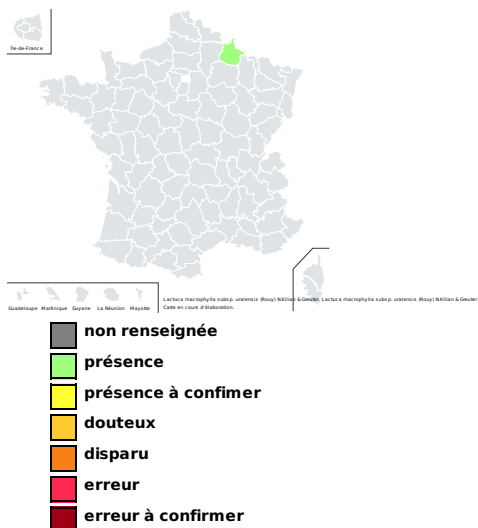 Île-de-France
Guadeloupe Martinique Guyane La Réunion Mayotte
Lactuca macrophylla subsp. uralensis (Rouy) N.Kilian & Greuter, Lactuca macrophylla subsp. uralensis (Rouy) N.Kilian & Greuter
Carte en cours d'élaboration.
non renseignée
présence
présence à confimer
douteux
disparu
erreur
erreur à confirmer